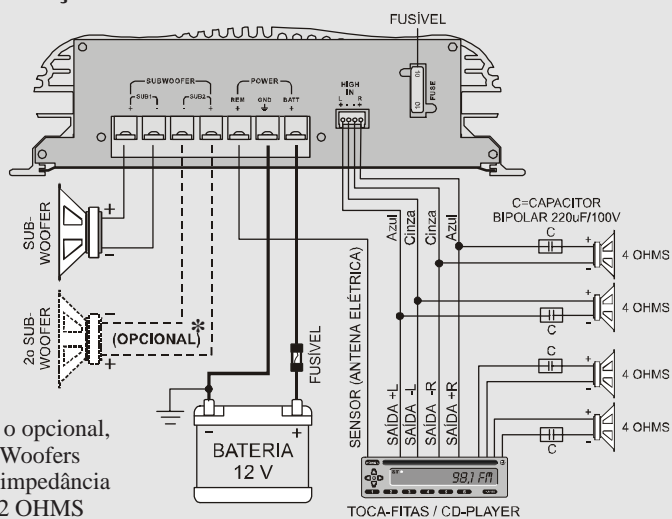 FUSÍVEL
SUBWOOFER
POWER
SUB1
SUB2
REM
GND
BATT
+ - - + + +
HIGH
IN
L R
+ - - +
10
10
FUSE
SUB-
WOOFER
+
-
2o SUB-
WOOFER
-
+
(OPCIONAL)*
FUSÍVEL
SENSOR (ANTENA ELÉTRICA)
Azul
Cinza
Cinza
Azul
SAÍDA +L
SAÍDA -L
SAÍDA -R
SAÍDA +R
C=CAPACITOR
BIPOLAR 220uF/100V
C
+
-
4 OHMS
C
+
-
4 OHMS
C
+
-
4 OHMS
C
+
-
4 OHMS
- +
BATERIA
12 V
o opcional,
Woofers
impedância
2 OHMS
98,1 FM
TOCA-FITAS / CD-PLAYER